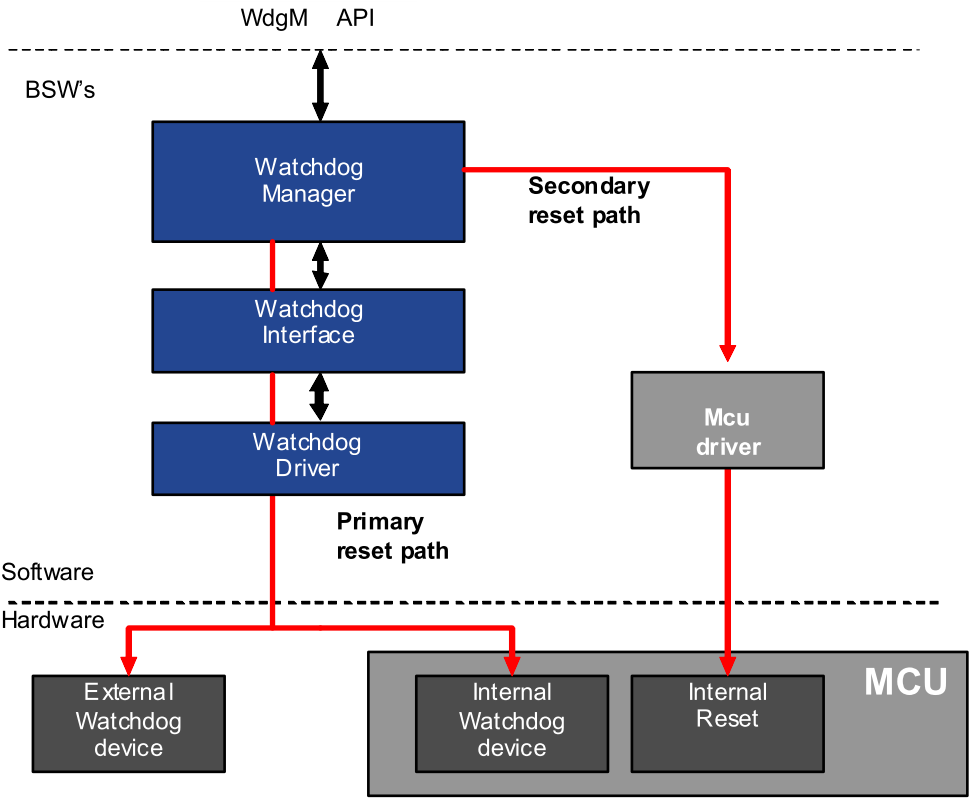 WdgM API
BSW's
Watchdog
Manager
Secondary
reset path
Watchdog
Interface
Mcu
driver
Watchdog
Driver
Primary
reset path
Software
Hardware
External
Watchdog
device
Internal
Watchdog
device
Internal
Reset
MCU